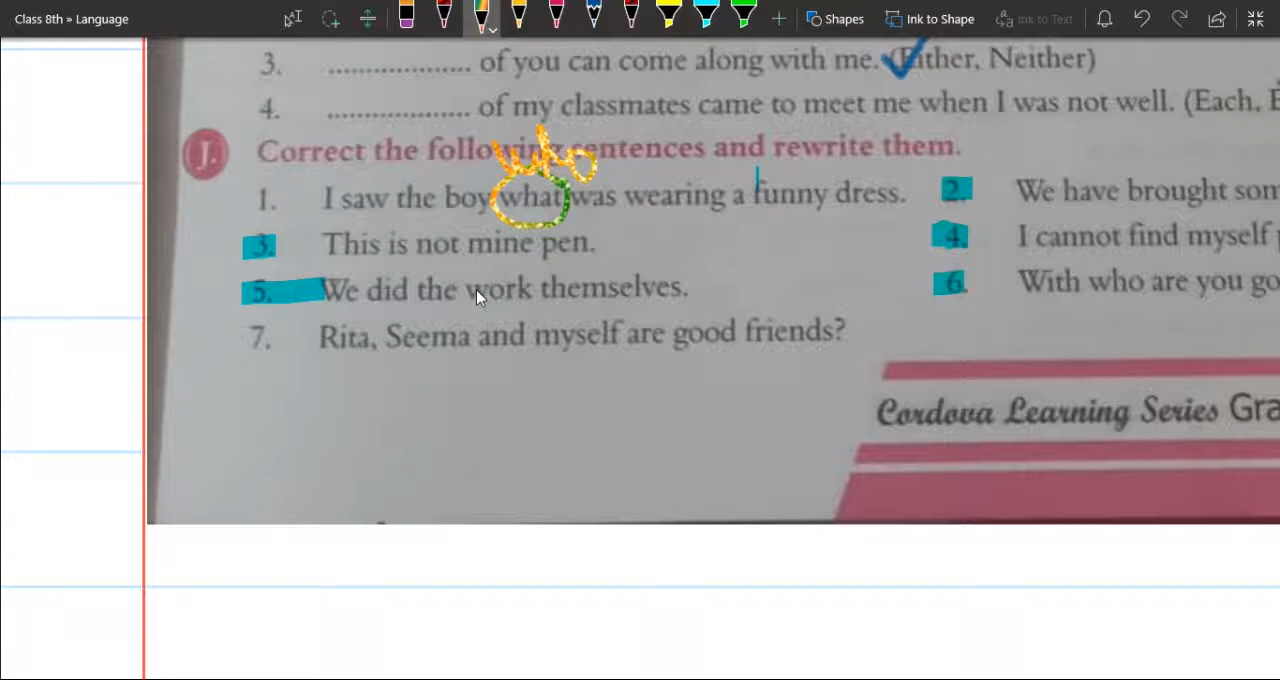 Class 8th » Language
Shapes
Ink to Shape
Ink to Text
3. .................... of you can come along with me. (Either, Neither)
4. .................... of my classmates came to meet me when I was not well. (Each, E
who
J. Correct the following sentences and rewrite them.
1. I saw the boy what was wearing a funny dress. 2. We have brought som
3. This is not mine pen. 4. I cannot find myself
5. We did the work themselves. 6. With who are you go
7. Rita, Seema and myself are good friends?
Cordova Learning Series Gra